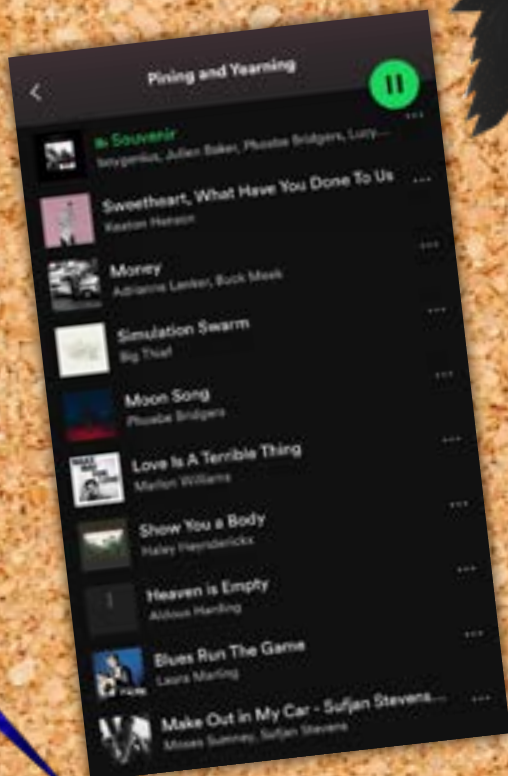 Pining and Yearning
Souvenir
boygenius, Julien Baker, Phoebe Bridgers, Lucy...
Sweetheart, What Have You Done To Us
Keaton Henson
Money
Adrianne Lenker, Buck Meek
Simulation Swarm
Big Thief
Moon Song
Phoebe Bridgers
Love Is A Terrible Thing
Marlon Williams
Show You a Body
Haley Heynderickx
Heaven is Empty
Aldous Harding
Blues Run The Game
Laura Marling
Make Out in My Car - Sufjan Stevens...
Moses Sumney, Sufjan Stevens